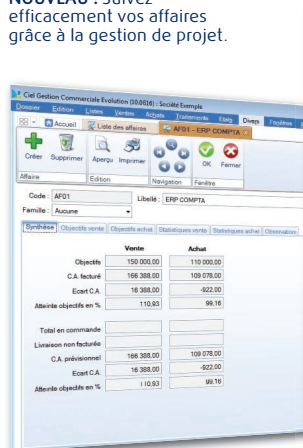 NOUVEAU : Suivez
efficacement vos affaires
grâce à la gestion de projet.
Ciel Gestion Commerciale Evolution (10.0816) : Société Exemple
Dossier Edition Listes Ventes Achats Traitements Etats Divers Fenêtres
Accueil Liste des affaires AF01 - ERP COMPTA
Créer Supprimer Aperçu Imprimer OK Fermer
Affaire Edition Navigation Fenêtre
Code : AF01 Libellé : ERP COMPTA
Famille : Aucune
Synthèse Objectifs vente Objectifs achat Statistiques vente Statistiques achat Observation
Vente Achat
Objectifs 150 000,00 110 000,00
C.A. facturé 166 388,00 109 078,00
Ecart C.A. 16 388,00 -922,00
Atteinte objectifs en % 110,93 99,16
Total en commande
Livraison non facturée
C.A. prévisionnel 166 388,00 109 078,00
Ecart C.A. 16 388,00 -922,00
Atteinte objectifs en % 110,93 99,16